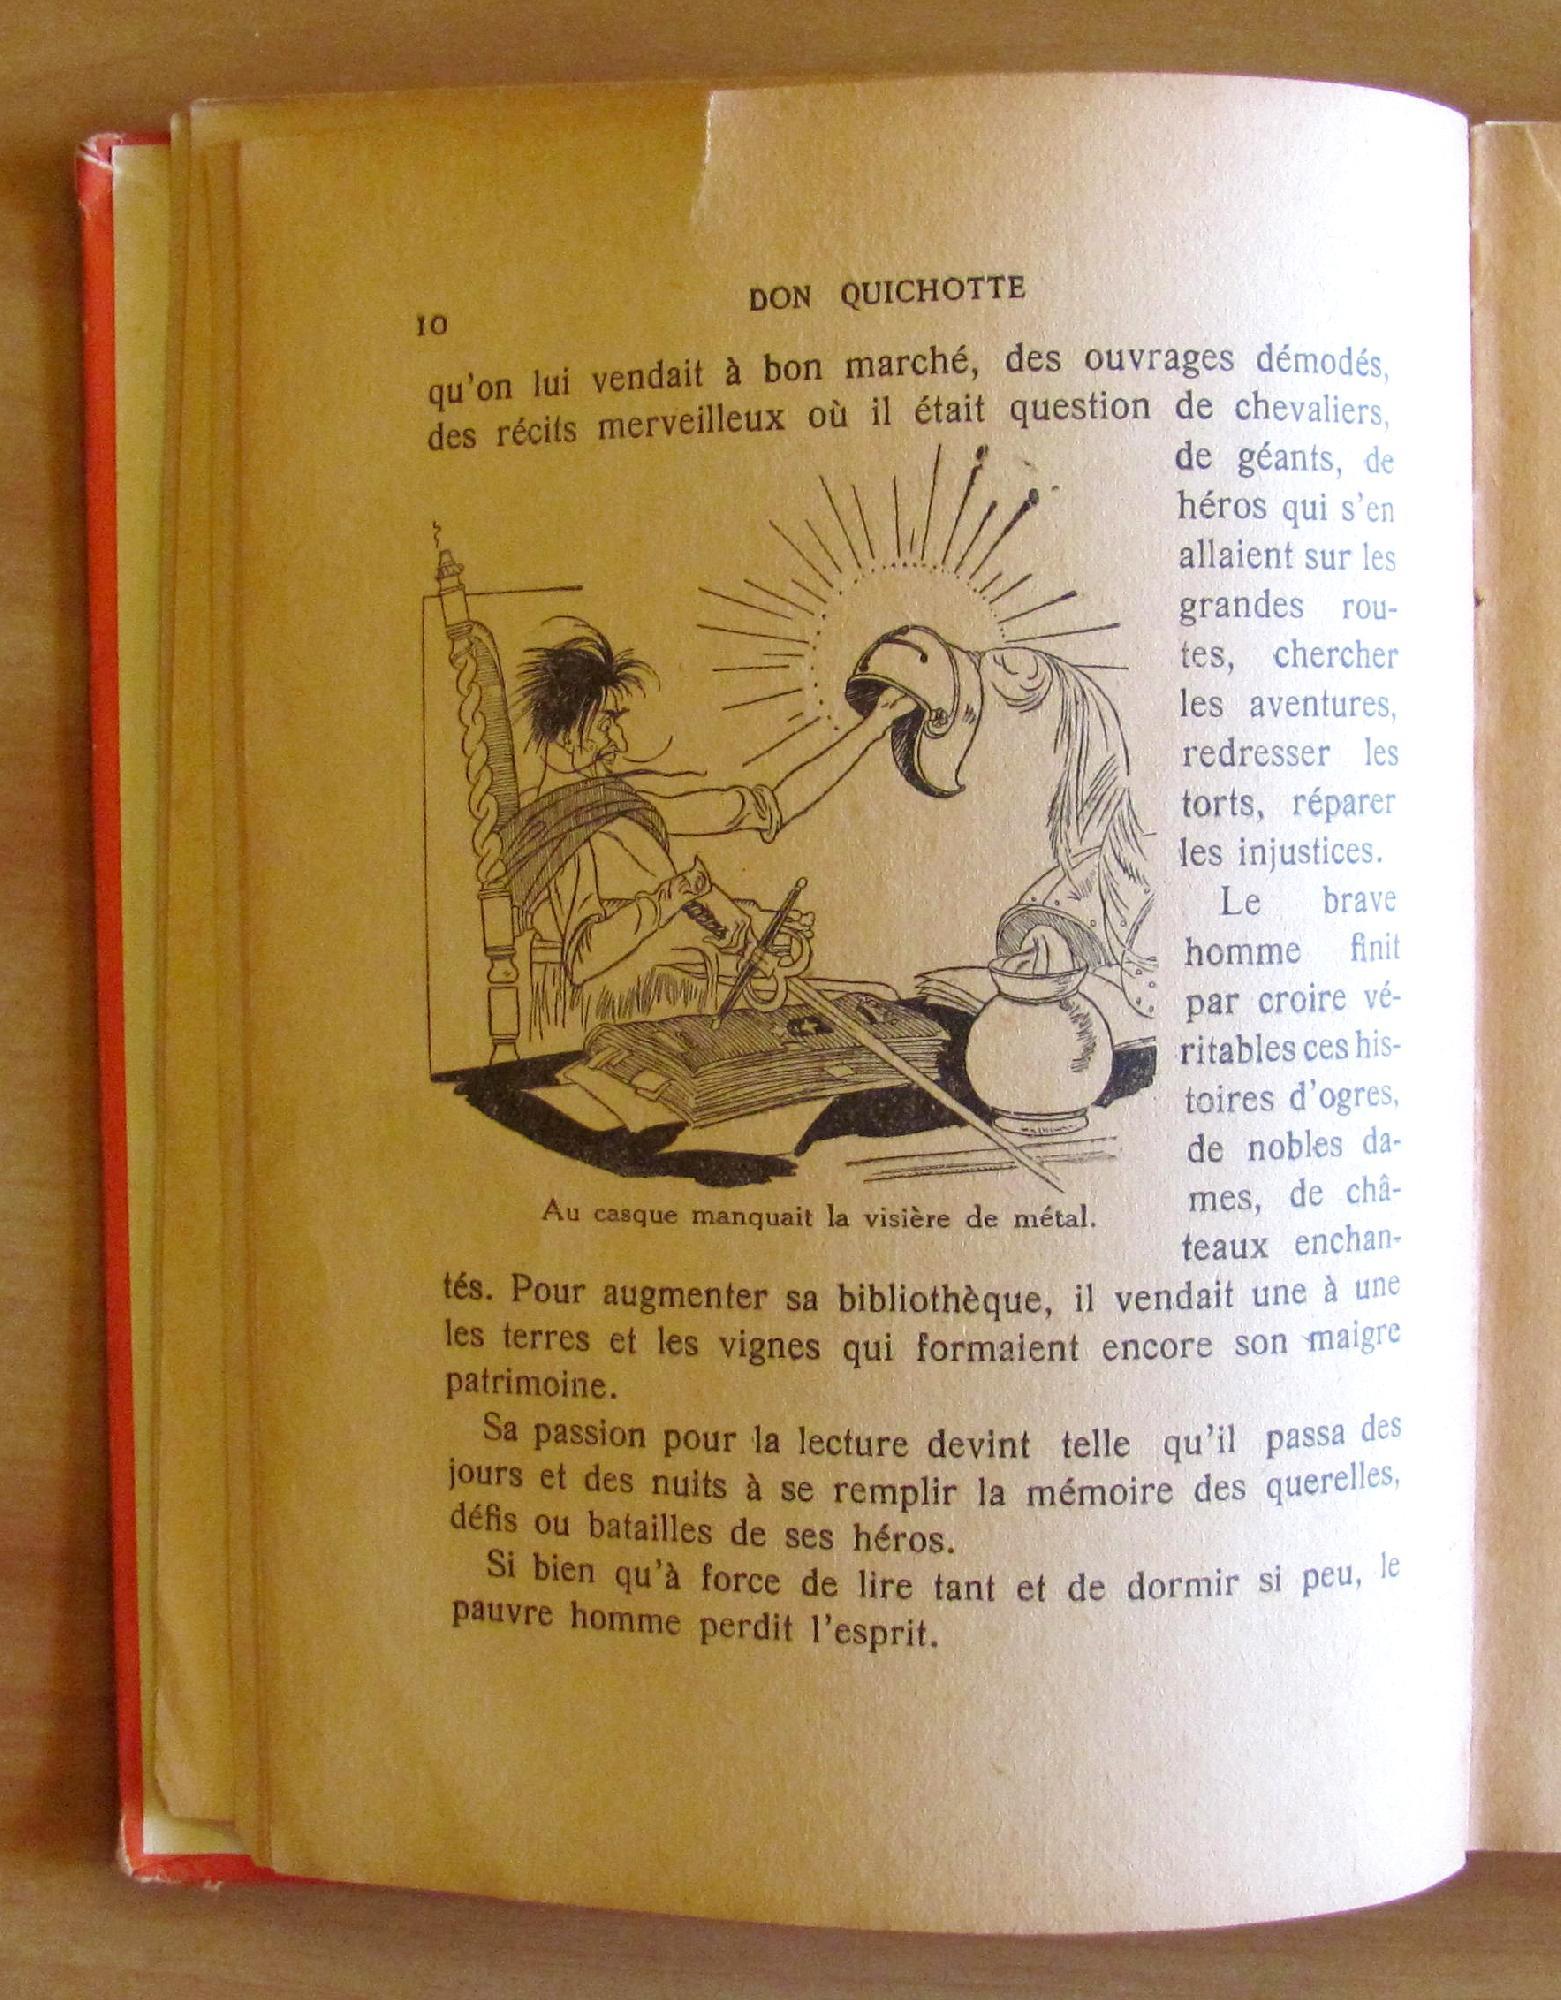 10
DON QUICHOTTE
qu'on lui vendait à bon marché, des ouvrages démodés,
des récits merveilleux où il était question de chevaliers,
de géants, de
héros qui s'en
allaient sur les
grandes rou-
tes, chercher
les aventures,
redresser les
torts, réparer
les injustices.
Le brave
homme finit
par croire vé-
ritables ces his-
toires d'ogres,
de nobles da-
mes, de châ-
teaux enchan-
Au casque manquait la visière de métal.
tés. Pour augmenter sa bibliothèque, il vendait une à une
les terres et les vignes qui formaient encore son maigre
patrimoine.
Sa passion pour la lecture devint telle qu'il passa des
jours et des nuits à se remplir la mémoire des querelles,
défis ou batailles de ses héros.
Si bien qu'à force de lire tant et de dormir si peu, le
pauvre homme perdit l'esprit.